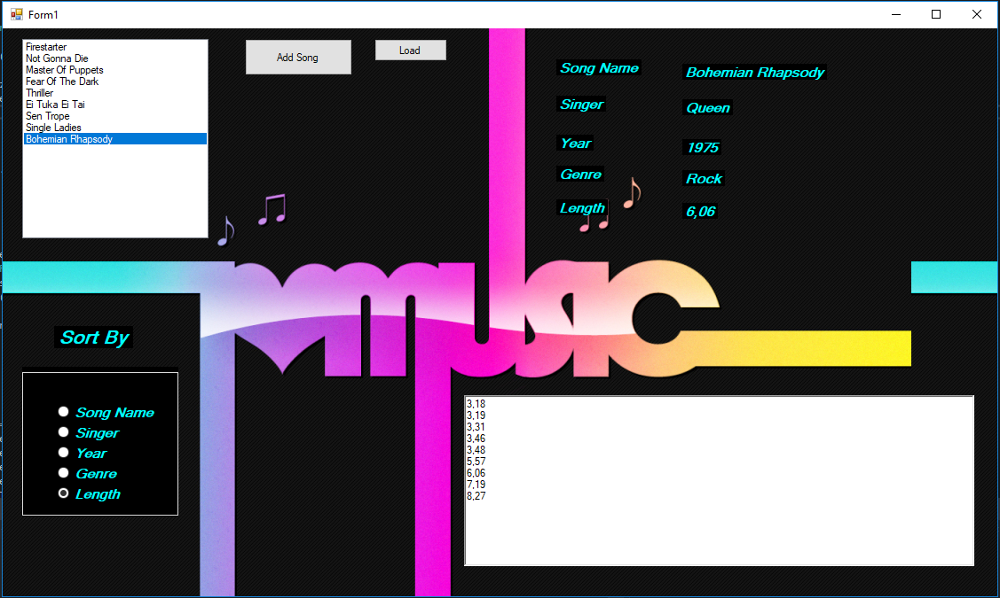 Form1
Firestarter
Not Gonna Die
Master Of Puppets
Fear Of The Dark
Thriller
Ei Tuka Ei Tai
Sen Trope
Single Ladies
Bohemian Rhapsody
Add Song
Load
Song Name
Bohemian Rhapsody
Singer
Queen
Year
1975
Genre
Rock
Length
6,06
music
Sort By
Song Name
Singer
Year
Genre
Length
3,18
3,19
3,31
3,46
3,48
5,57
6,06
7,19
8,27